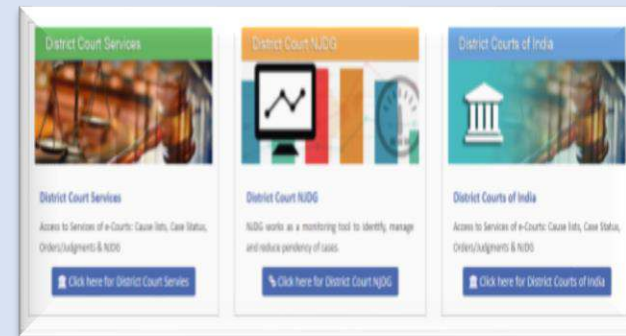 District Court Services
District Court NJDG
District Courts of India
District Court Services
Access to Services of e-Courts: Cause lists, Case Status,
Orders/Judgments & NJDG
Click here for District Court Servies
District Court NJDG
NJDG works as a monitoring tool to identify, manage
and reduce pendency of cases.
Click here for District Court NJDG
District Courts of India
Access to Services of e-Courts: Cause lists, Case Status,
Orders/Judgments & NJDG
Click here for District Courts of India